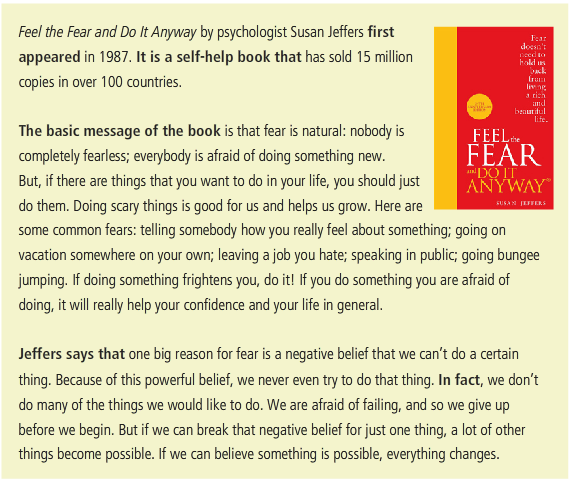 Feel the Fear and Do It Anyway by psychologist Susan Jeffers first
appeared in 1987. It is a self-help book that has sold 15 million
copies in over 100 countries.
The basic message of the book is that fear is natural: nobody is
completely fearless; everybody is afraid of doing something new.
But, if there are things that you want to do in your life, you should just
do them. Doing scary things is good for us and helps us grow. Here are
some common fears: telling somebody how you really feel about something; going on
vacation somewhere on your own; leaving a job you hate; speaking in public; going bungee
jumping. If doing something frightens you, do it! If you do something you are afraid of
doing, it will really help your confidence and your life in general.
Jeffers says that one big reason for fear is a negative belief that we can't do a certain
thing. Because of this powerful belief, we never even try to do that thing. In fact, we don't
do many of the things we would like to do. We are afraid of failing, and so we give up
before we begin. But if we can break that negative belief for just one thing, a lot of other
things become possible. If we can believe something is possible, everything changes.
Fear
doesn't
need to
hold us
back
from
living
a rich
and
beautiful
life.
FEEL the
FEAR
and DO IT
ANYWAY
SUSAN JEFFERS